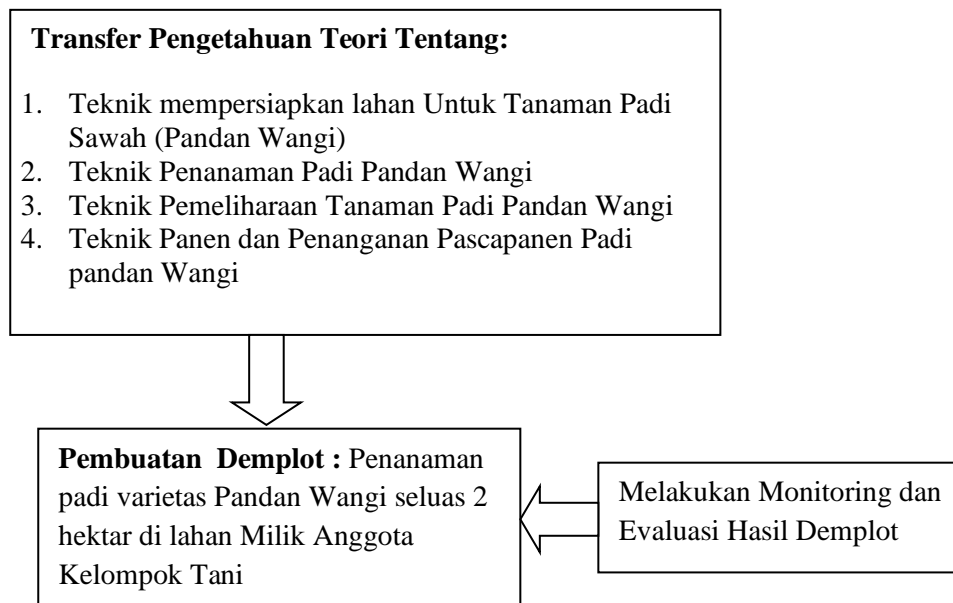 Transfer Pengetahuan Teori Tentang:
1. Teknik mempersiapkan lahan Untuk Tanaman Padi
Sawah (Pandan Wangi)
2. Teknik Penanaman Padi Pandan Wangi
3. Teknik Pemeliharaan Tanaman Padi Pandan Wangi
4. Teknik Panen dan Penanganan Pascapanen Padi
pandan Wangi
Pembuatan Demplot : Penanaman
padi varietas Pandan Wangi seluas 2
hektar di lahan Milik Anggota
Kelompok Tani
Melakukan Monitoring dan
Evaluasi Hasil Demplot